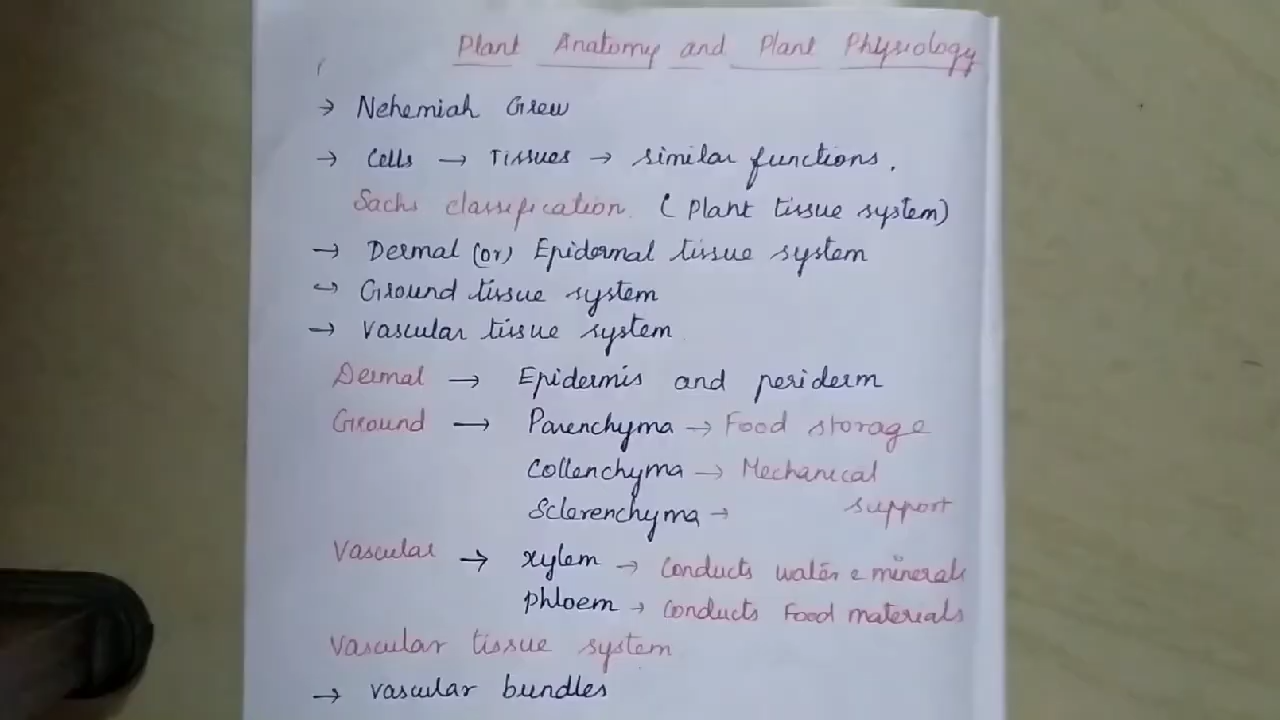 Plant Anatomy and Plant Physiology
→ Nehemiah Grew
→ Cells → Tissues → similar functions.
Sachs classification. (Plant tissue system)
→ Dermal (or) Epidermal tissue system
→ Ground tissue system
→ Vascular tissue system
Dermal → Epidermis and periderm
Ground → Parenchyma → Food storage
Collenchyma → Mechanical
Sclerenchyma → support
Vascular → xylem → Conducts water & minerals
Phloem → Conducts Food materials
Vascular tissue system
→ vascular bundles